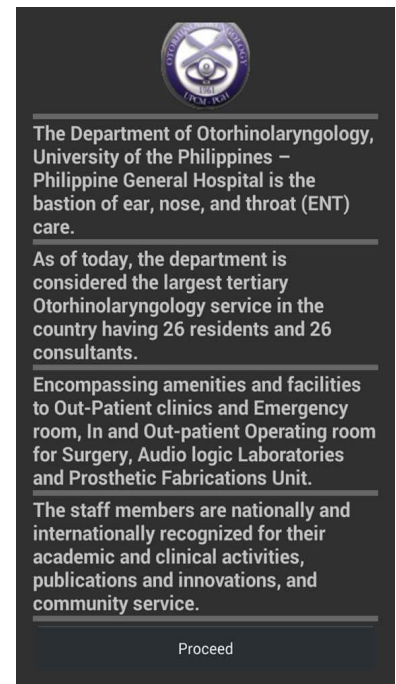 OTORHINOLARYNGOLOGY
1961
UPCM - PGH
The Department of Otorhinolaryngology,
University of the Philippines –
Philippine General Hospital is the
bastion of ear, nose, and throat (ENT)
care.
As of today, the department is
considered the largest tertiary
Otorhinolaryngology service in the
country having 26 residents and 26
consultants.
Encompassing amenities and facilities
to Out-Patient clinics and Emergency
room, In and Out-patient Operating room
for Surgery, Audio logic Laboratories
and Prosthetic Fabrications Unit.
The staff members are nationally and
internationally recognized for their
academic and clinical activities,
publications and innovations, and
community service.
Proceed